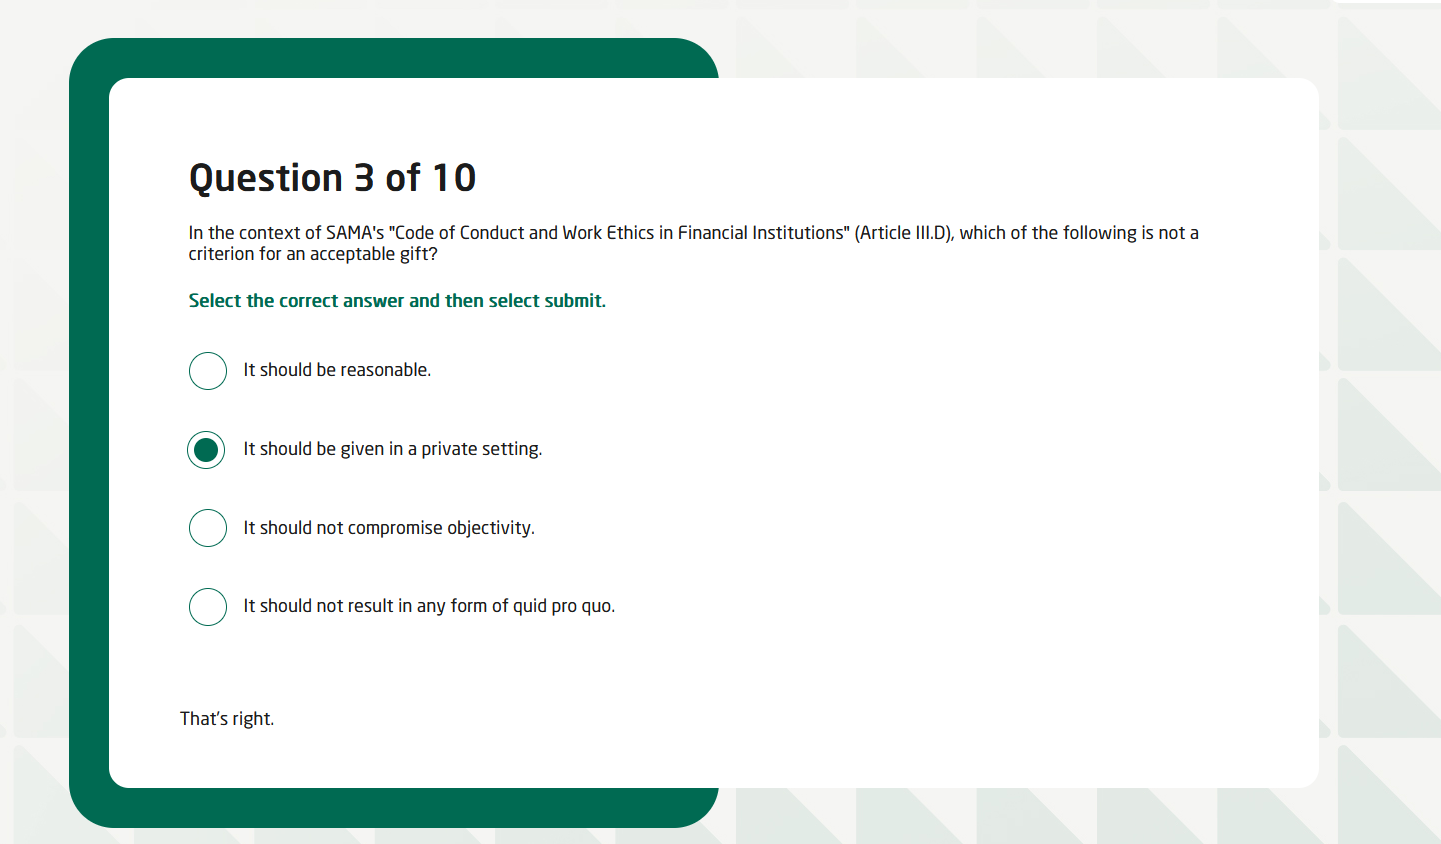 Question 3 of 10
In the context of SAMA's "Code of Conduct and Work Ethics in Financial Institutions" (Article III.D), which of the following is not a
criterion for an acceptable gift?
Select the correct answer and then select submit.
It should be reasonable.
It should be given in a private setting.
It should not compromise objectivity.
It should not result in any form of quid pro quo.
That's right.